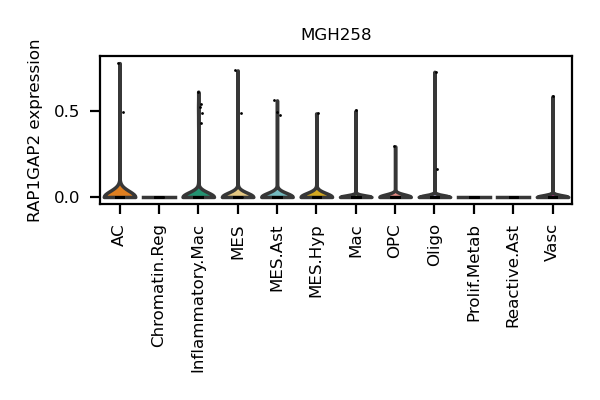 MGH258
RAP1GAP2 expression
0.5
0.0
AC
Chromatin.Reg
Inflammatory.Mac
MES
MES.Ast
MES.Hyp
Mac
OPC
Oligo
Prolif.Metab
Reactive.Ast
Vasc